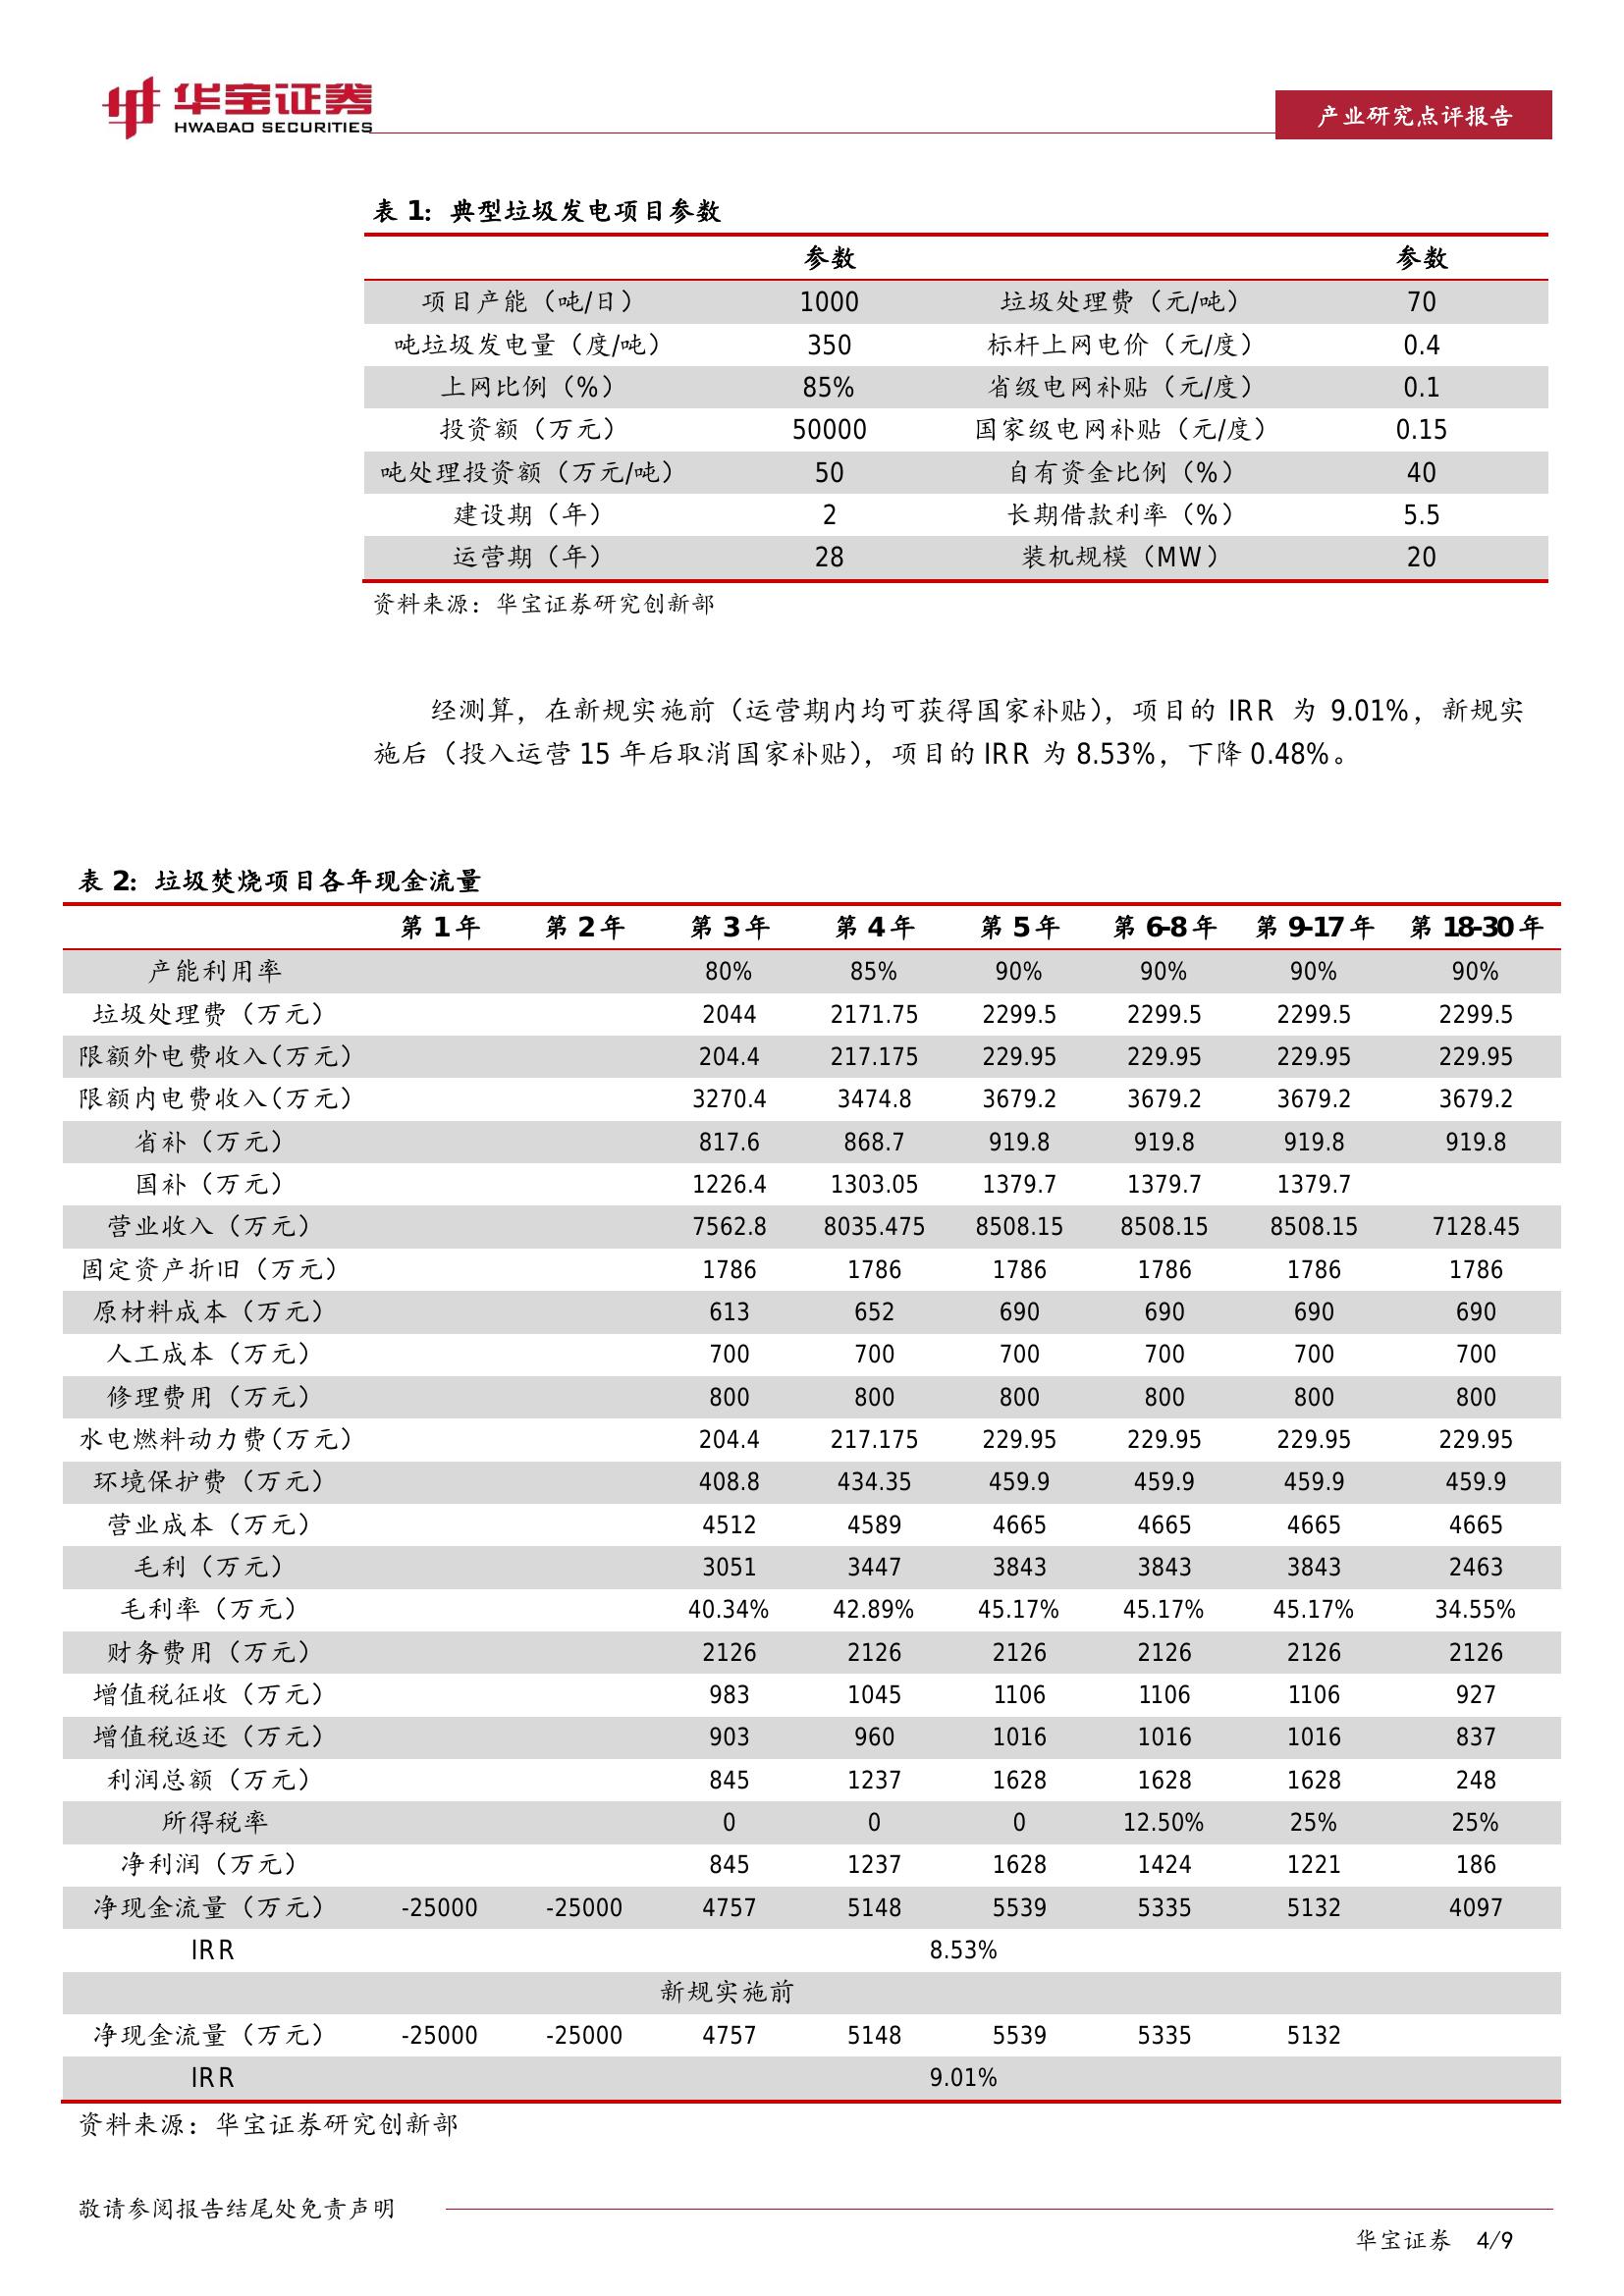 华宝证券
HWABAO SECURITIES
产业研究点评报告
表 1：典型垃圾发电项目参数
参数 参数
项目产能（吨/日） 1000 垃圾处理费（元/吨） 70
吨垃圾发电量（度/吨） 350 标杆上网电价（元/度） 0.4
上网比例（%） 85% 省级电网补贴（元/度） 0.1
投资额（万元） 50000 国家级电网补贴（元/度） 0.15
吨处理投资额（万元/吨） 50 自有资金比例（%） 40
建设期（年） 2 长期借款利率（%） 5.5
运营期（年） 28 装机规模（MW） 20
资料来源：华宝证券研究创新部
经测算，在新规实施前（运营期内均可获得国家补贴），项目的 IRR 为 9.01%，新规实
施后（投入运营 15 年后取消国家补贴），项目的 IRR 为 8.53%，下降 0.48%。
表 2：垃圾焚烧项目各年现金流量
第 1 年 第 2 年 第 3 年 第 4 年 第 5 年 第 6-8 年 第 9-17 年 第 18-30 年
产能利用率 80% 85% 90% 90% 90% 90%
垃圾处理费（万元） 2044 2171.75 2299.5 2299.5 2299.5 2299.5
限额外电费收入(万元) 204.4 217.175 229.95 229.95 229.95 229.95
限额内电费收入(万元) 3270.4 3474.8 3679.2 3679.2 3679.2 3679.2
省补（万元） 817.6 868.7 919.8 919.8 919.8 919.8
国补（万元） 1226.4 1303.05 1379.7 1379.7 1379.7
营业收入（万元） 7562.8 8035.475 8508.15 8508.15 8508.15 7128.45
固定资产折旧（万元） 1786 1786 1786 1786 1786 1786
原材料成本（万元） 613 652 690 690 690 690
人工成本（万元） 700 700 700 700 700 700
修理费用（万元） 800 800 800 800 800 800
水电燃料动力费(万元) 204.4 217.175 229.95 229.95 229.95 229.95
环境保护费（万元） 408.8 434.35 459.9 459.9 459.9 459.9
营业成本（万元） 4512 4589 4665 4665 4665 4665
毛利（万元） 3051 3447 3843 3843 3843 2463
毛利率（万元） 40.34% 42.89% 45.17% 45.17% 45.17% 34.55%
财务费用（万元） 2126 2126 2126 2126 2126 2126
增值税征收（万元） 983 1045 1106 1106 1106 927
增值税返还（万元） 903 960 1016 1016 1016 837
利润总额（万元） 845 1237 1628 1628 1628 248
所得税率 0 0 0 12.50% 25% 25%
净利润（万元） 845 1237 1628 1424 1221 186
净现金流量（万元） -25000 -25000 4757 5148 5539 5335 5132 4097
IRR 8.53%
新规实施前
净现金流量（万元） -25000 -25000 4757 5148 5539 5335 5132
IRR 9.01%
资料来源：华宝证券研究创新部
敬请参阅报告结尾处免责声明
华宝证券 4/9